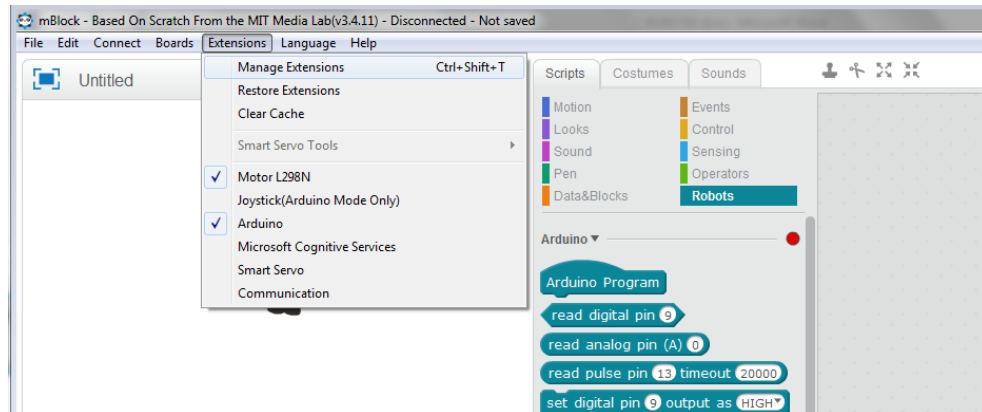 mBlock - Based On Scratch From the MIT Media Lab(v3.4.11) - Disconnected - Not saved
File Edit Connect Boards Extensions Language Help
Untitled
Manage Extensions Ctrl+Shift+T
Restore Extensions
Clear Cache
Smart Servo Tools
Motor L298N
Joystick(Arduino Mode Only)
Arduino
Microsoft Cognitive Services
Smart Servo
Communication
Scripts Costumes Sounds
Motion Events
Looks Control
Sound Sensing
Pen Operators
Data&Blocks Robots
Arduino
Arduino Program
read digital pin 9
read analog pin (A) 0
read pulse pin 13 timeout 20000
set digital pin 9 output as HIGH